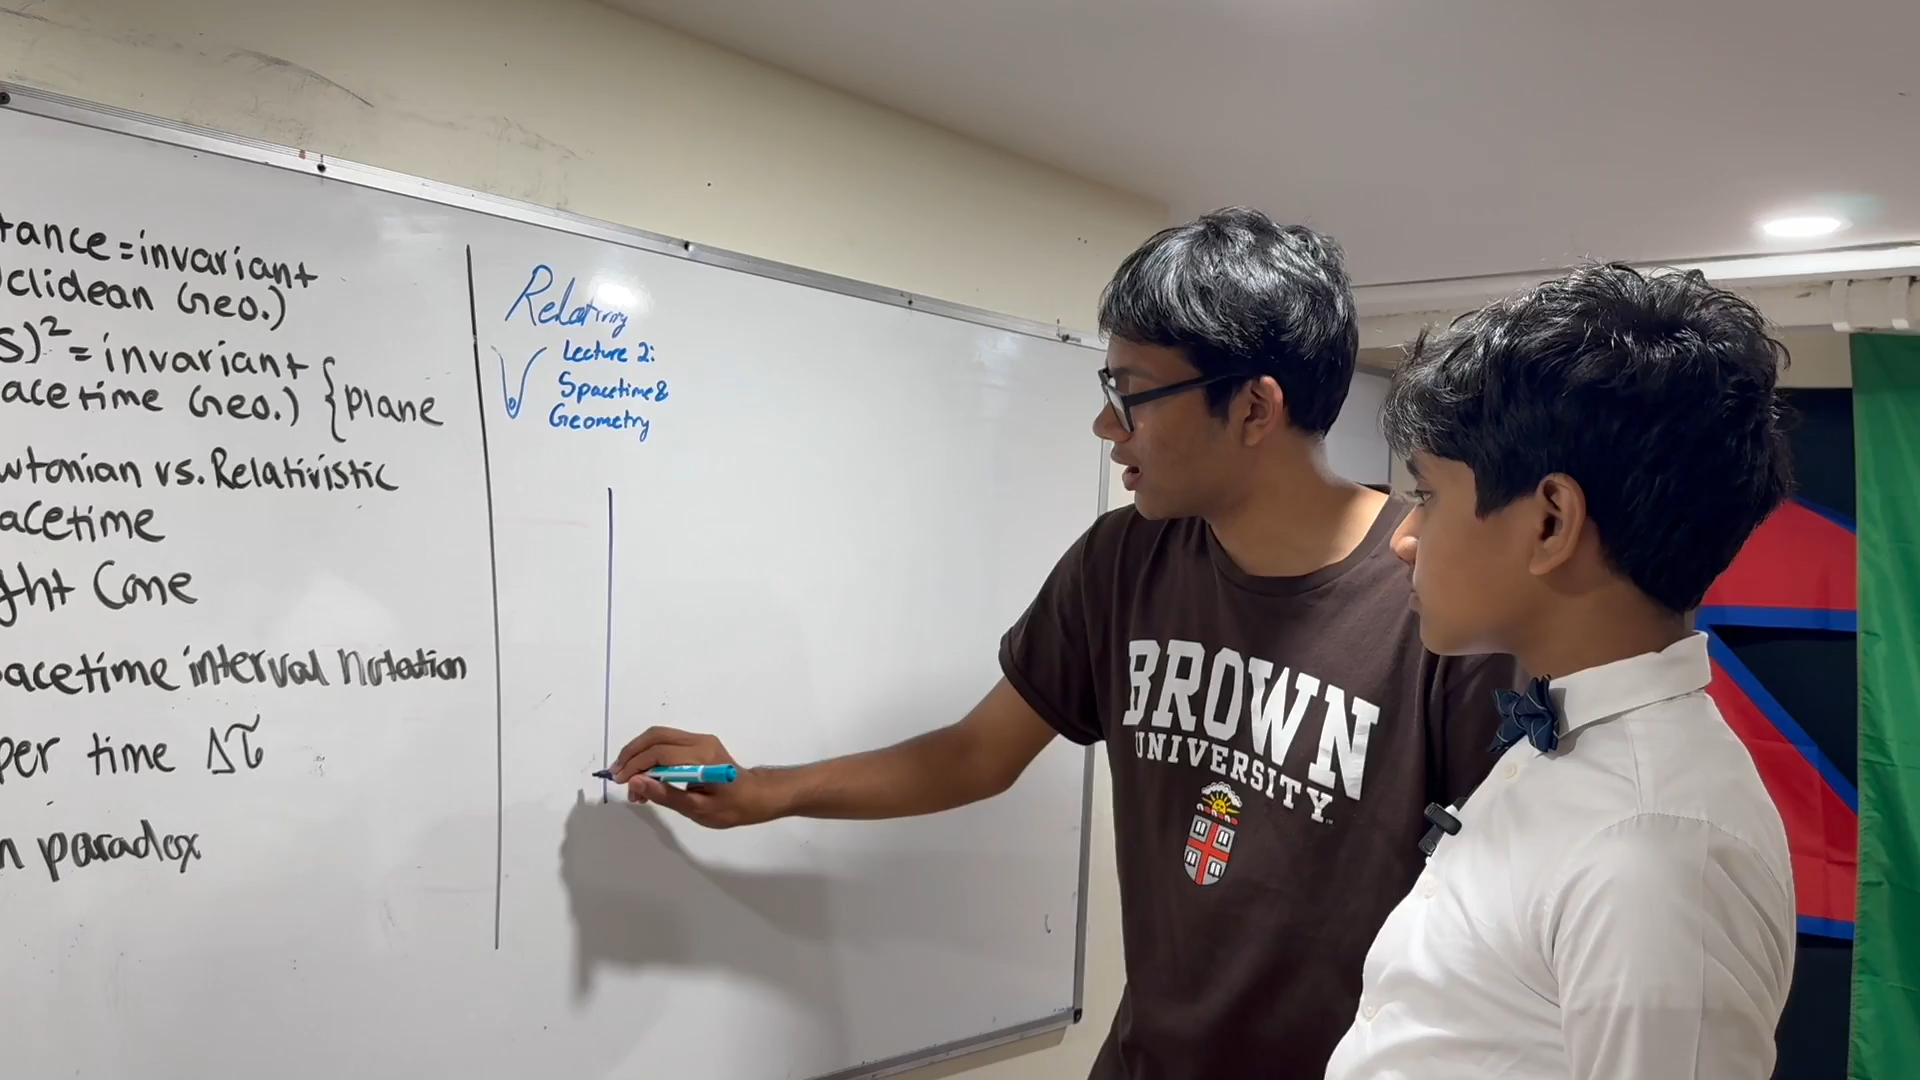 tance=invariant
clidean Geo.)
s)²=invariant
acetime Geo.) {plane
wtonian vs. Relativistic
acetime
ght Cone
acetime interval notation
per time Δτ
n paradox
Relativity
Lecture 2:
Spacetime &
Geometry
BROWN
UNIVERSITY